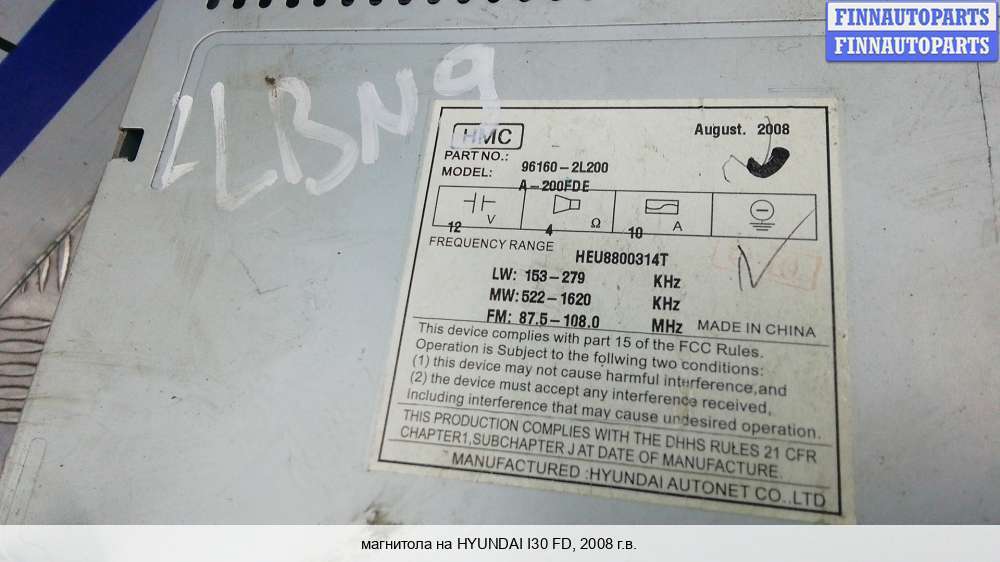 FINNAUTOPARTS
FINNAUTOPARTS
LLBN9
HMC
August. 2008
PART NO.: 96160-2L200
MODEL: A-200FDE
12 V 4 Ω 10 A
FREQUENCY RANGE
HEU8800314T
LW: 153-279 KHz
MW: 522-1620 KHz
FM: 87.5-108.0 MHz MADE IN CHINA
This device complies with part 15 of the FCC Rules.
Operation is Subject to the follwing two conditions:
(1) this device may not cause harmful interference,and
(2) the device must accept any interference received,
Including interference that may cause undesired operation.
THIS PRODUCTION COMPLIES WITH THE DHHS RULES 21 CFR
CHAPTER1,SUBCHAPTER J AT DATE OF MANUFACTURE.
MANUFACTURED :HYUNDAI AUTONET CO.,LTD
магнитола на HYUNDAI I30 FD, 2008 г.в.